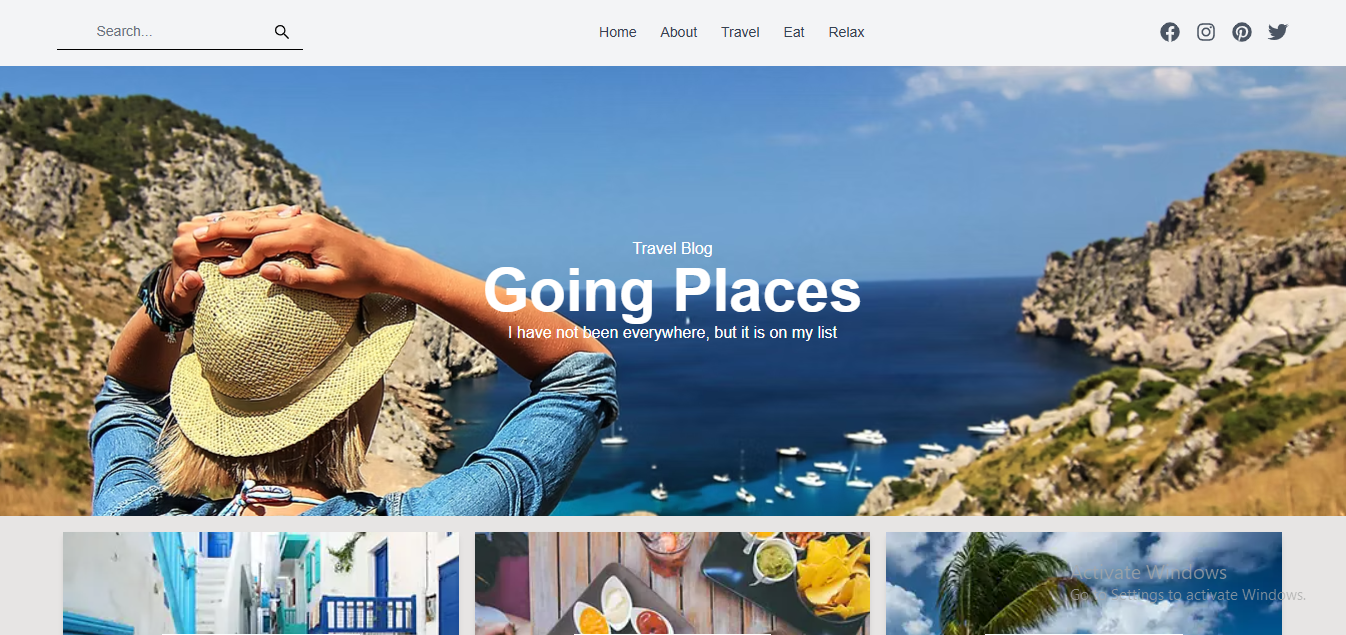 Search...
Home About Travel Eat Relax
Travel Blog
Going Places
I have not been everywhere, but it is on my list
Activate Windows
Go to Settings to activate Windows.